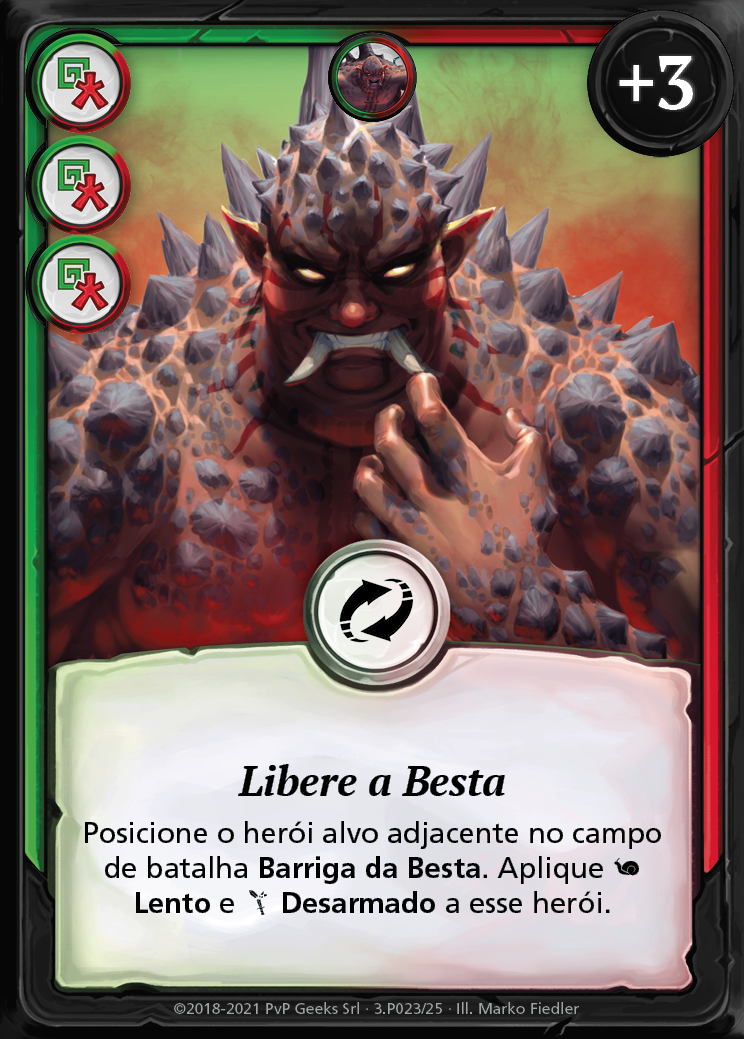 +3
Libere a Besta
Posicione o herói alvo adjacente no campo
de batalha Barriga da Besta. Aplique
Lento e Desarmado a esse herói.
©2018-2021 PvP Geeks Srl · 3.P023/25 · Ill. Marko Fiedler